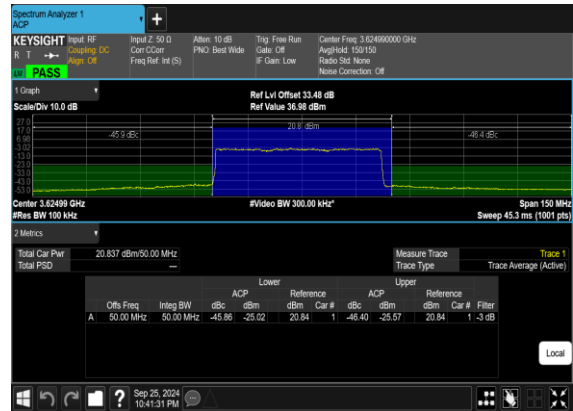 Spectrum Analyzer 1
ACP
+
KEYSIGHT Input: RF Input Z: 50 Ω Atten: 10 dB Trig: Free Run Center Freq: 3.624990000 GHz
R T Coupling: DC Corr CCorr PNO: Best Wide Gate: Off Avg|Hold: 150/150
Align: Off Freq Ref: Int (S) IF Gain: Low Radio Std: None
PASS Noise Correction: Off
1 Graph Ref Lvl Offset 33.48 dB
Scale/Div 10.0 dB Ref Value 36.98 dBm
27.0
17.0
6.98
-3.02
-13.0
-23.0
-33.0
-43.0
-53.0
-45.9 dBc 20.8 dBm -46.4 dBc
Center 3.62499 GHz #Video BW 300.00 kHz* Span 150 MHz
#Res BW 100 kHz Sweep 45.3 ms (1001 pts)
2 Metrics
Total Car Pwr 20.837 dBm/50.00 MHz Measure Trace Trace 1
Total PSD --- Trace Type Trace Average (Active)
Lower Upper
ACP Reference ACP Reference
Offs Freq Integ BW dBc dBm dBm Car # dBc dBm dBm Car # Filter
A 50.00 MHz 50.00 MHz -45.86 -25.02 20.84 1 -46.40 -25.57 20.84 1 -3 dB
Local
?
Sep 25, 2024
10:41:31 PM